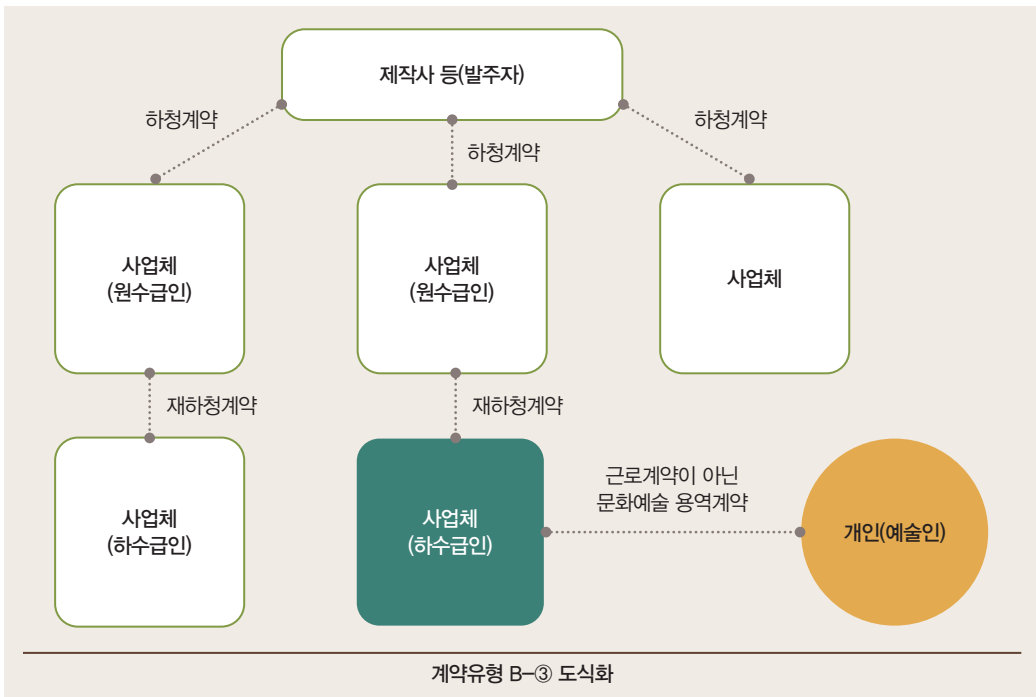 제작사 등(발주자)
하청계약
하청계약
하청계약
사업체
(원수급인)
사업체
(원수급인)
사업체
재하청계약
재하청계약
사업체
(하수급인)
사업체
(하수급인)
근로계약이 아닌
문화예술 용역계약
개인(예술인)
계약유형 B-③ 도식화